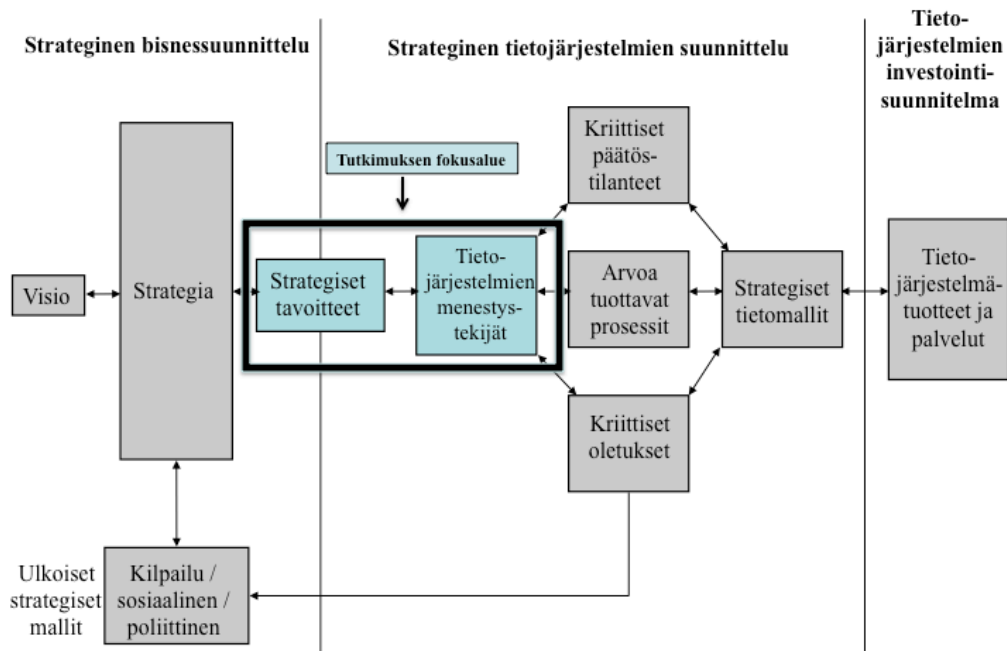 Strateginen bisnessuunnittelu
Strateginen tietojärjestelmien suunnittelu
Tieto-
järjestelmien
investointi-
suunnitelma
Tutkimuksen fokusalue
Visio
Strategia
Strategiset
tavoitteet
Tieto-
järjestelmien
menestys-
tekijät
Kriittiset
päätös-
tilanteet
Arvoa
tuottavat
prosessit
Kriittiset
oletukset
Strategiset
tietomallit
Tieto-
järjestelmä-
tuotteet ja
palvelut
Ulkoiset
strategiset
mallit
Kilpailu /
sosiaalinen /
poliittinen